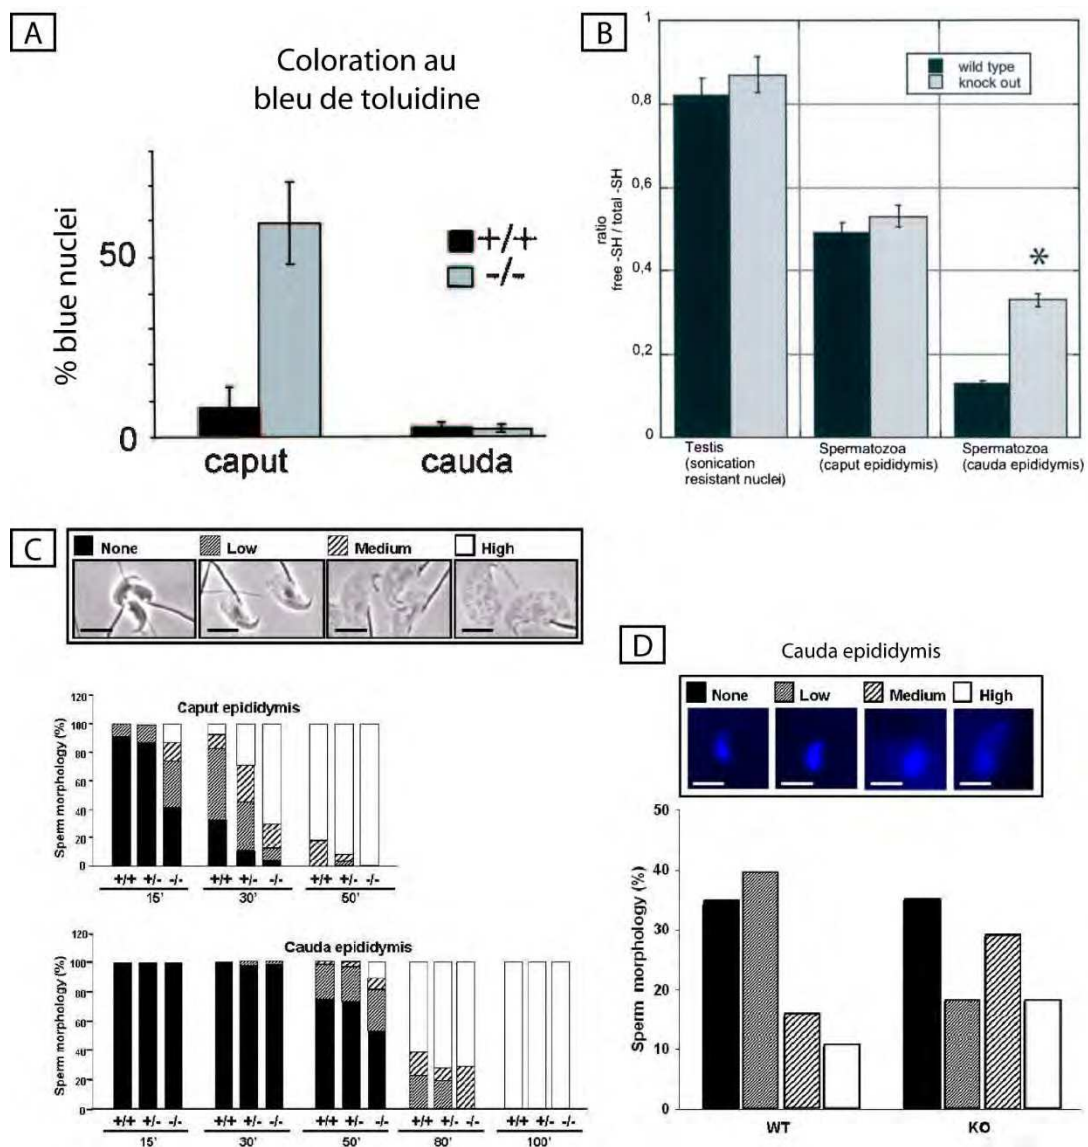 A
Coloration au
bleu de toluidine
% blue nuclei
50
0
+/+
-/-
caput
cauda
B
wild type
knock out
ratio
free -SH / total -SH
1
0,8
0,6
0,4
0,2
0
*
Testis
(sonication
resistant nuclei)
Spermatozoa
(caput epididymis)
Spermatozoa
(cauda epididymis)
C
None
Low
Medium
High
Caput epididymis
Sperm morphology (%)
120
100
80
60
40
20
0
+/+ +/- -/- +/+ +/- -/- +/+ +/- -/-
15' 30' 50'
Cauda epididymis
Sperm morphology (%)
120
100
80
60
40
20
0
+/+ +/- -/- +/+ +/- -/- +/+ +/- -/- +/+ +/- -/- +/+ +/- -/-
15' 30' 50' 80' 100'
D
Cauda epididymis
None
Low
Medium
High
Sperm morphology (%)
50
40
30
20
10
0
WT
KO